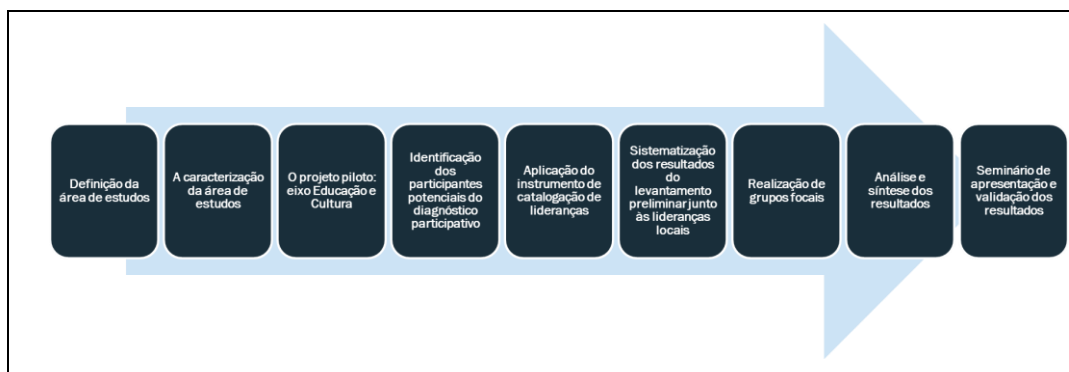 Definição da
área de estudos
A caracterização
da área de
estudos
O projeto piloto:
eixo Educação e
Cultura
Identificação
dos
participantes
potenciais do
diagnóstico
participativo
Aplicação do
instrumento de
catalogação de
lideranças
Sistematização
dos resultados
do
levantamento
preliminar junto
às lideranças
locais
Realização de
grupos focais
Análise e
síntese dos
resultados
Seminário de
apresentação e
validação dos
resultados